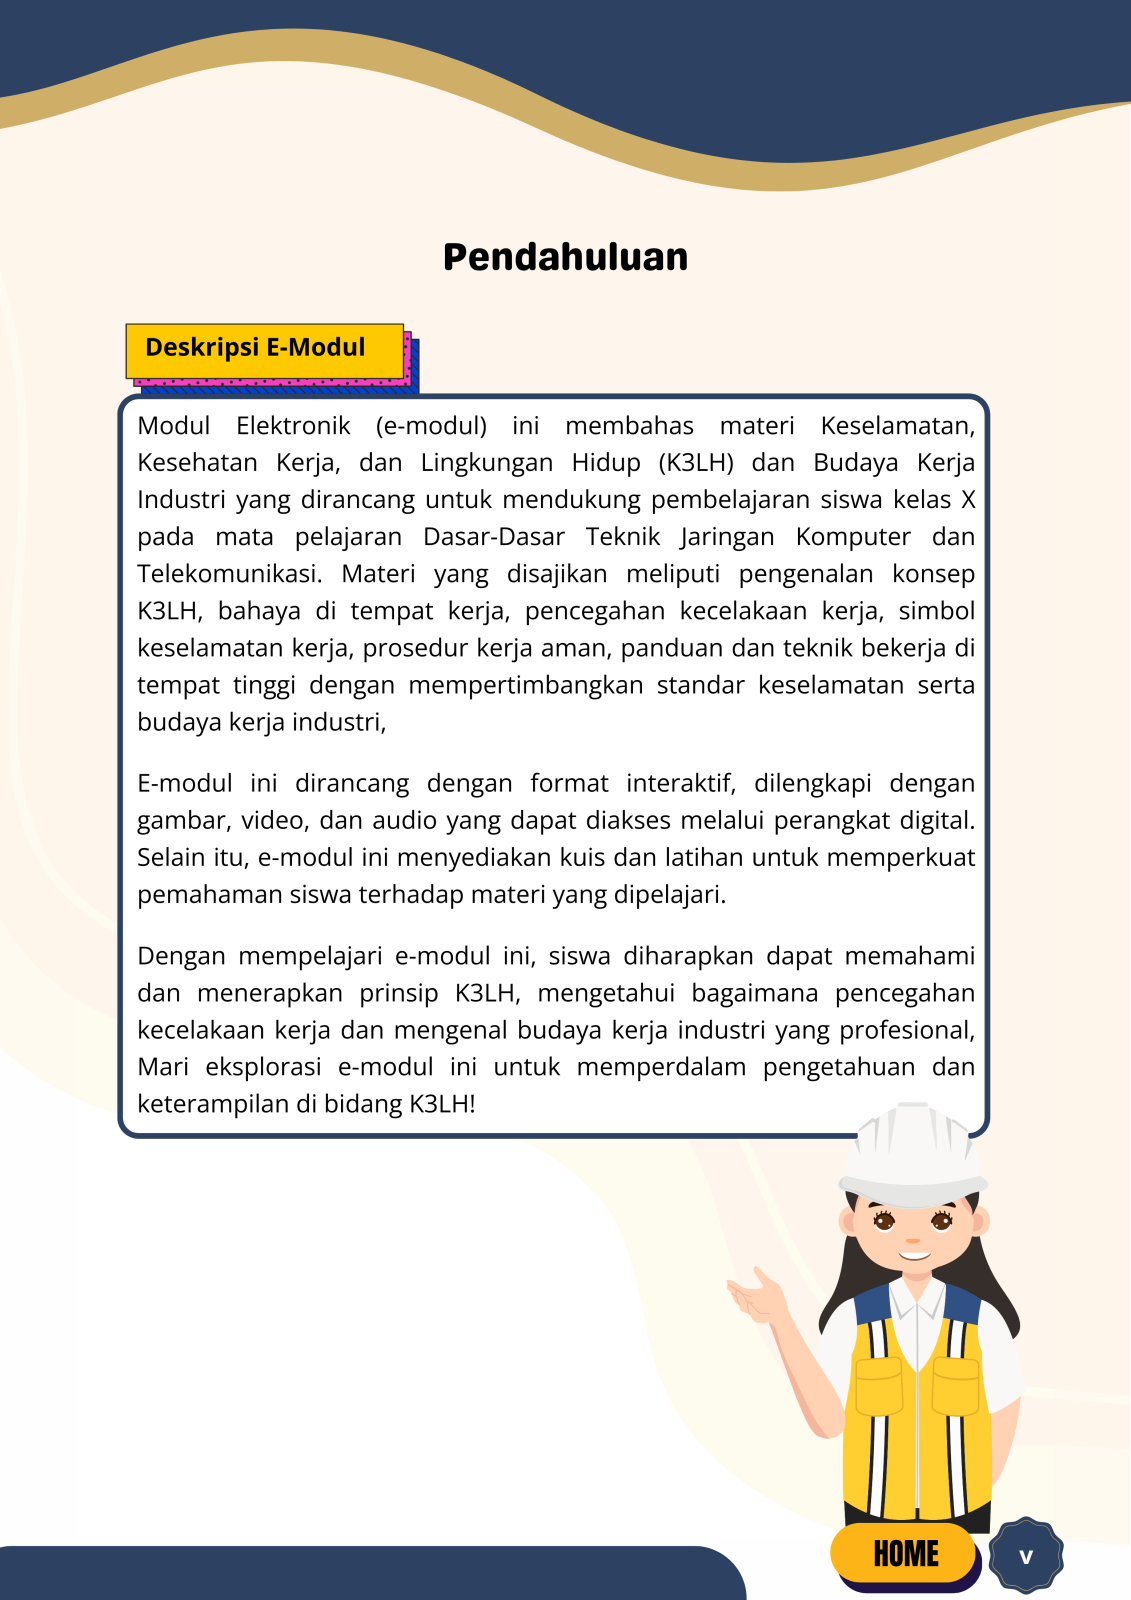 Pendahuluan
Deskripsi E-Modul
Modul Elektronik (e-modul) ini membahas materi Keselamatan,
Kesehatan Kerja, dan Lingkungan Hidup (K3LH) dan Budaya Kerja
Industri yang dirancang untuk mendukung pembelajaran siswa kelas X
pada mata pelajaran Dasar-Dasar Teknik Jaringan Komputer dan
Telekomunikasi. Materi yang disajikan meliputi pengenalan konsep
K3LH, bahaya di tempat kerja, pencegahan kecelakaan kerja, simbol
keselamatan kerja, prosedur kerja aman, panduan dan teknik bekerja di
tempat tinggi dengan mempertimbangkan standar keselamatan serta
budaya kerja industri,
E-modul ini dirancang dengan format interaktif, dilengkapi dengan
gambar, video, dan audio yang dapat diakses melalui perangkat digital.
Selain itu, e-modul ini menyediakan kuis dan latihan untuk memperkuat
pemahaman siswa terhadap materi yang dipelajari.
Dengan mempelajari e-modul ini, siswa diharapkan dapat memahami
dan menerapkan prinsip K3LH, mengetahui bagaimana pencegahan
kecelakaan kerja dan mengenal budaya kerja industri yang profesional,
Mari eksplorasi e-modul ini untuk memperdalam pengetahuan dan
keterampilan di bidang K3LH!
HOME
v